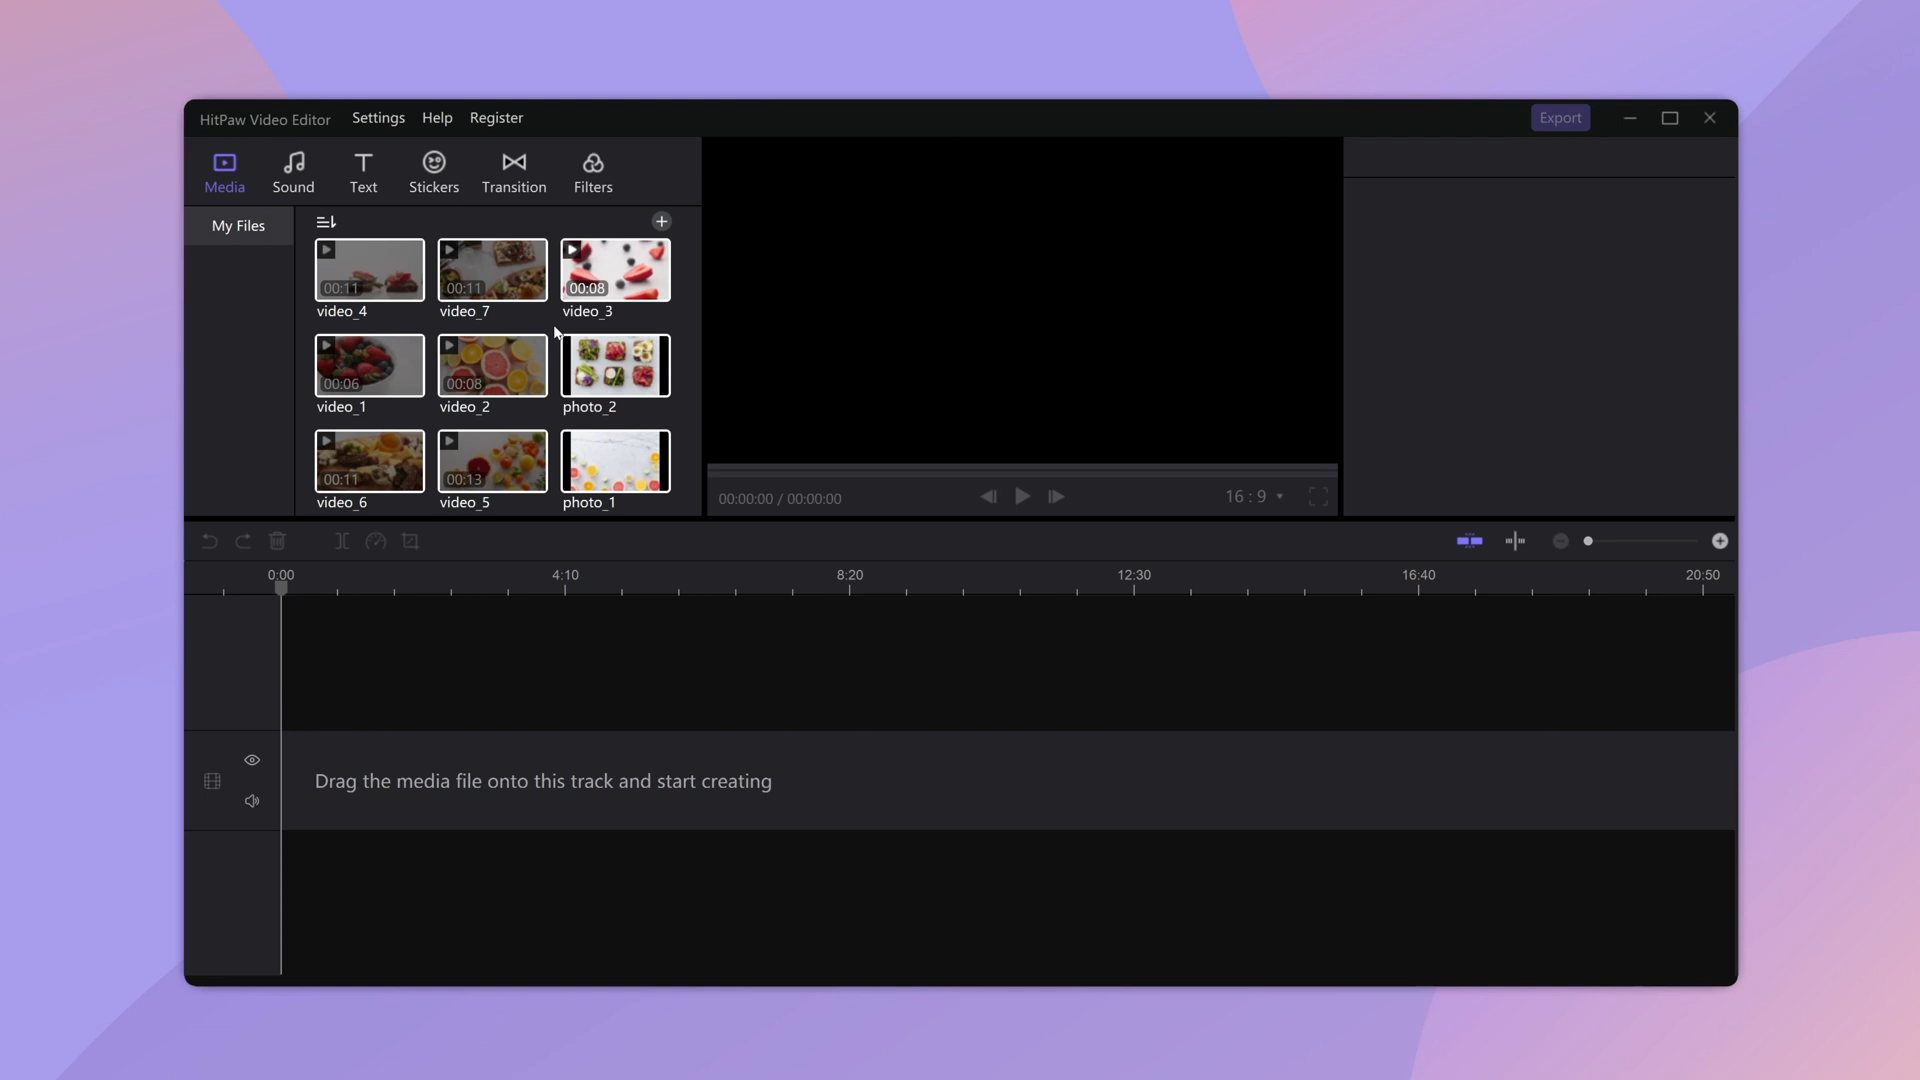 HitPaw Video Editor Settings Help Register Export
Media Sound Text Stickers Transition Filters
My Files
00:11 00:11 00:08
video_4 video_7 video_3
00:06 00:08
video_1 video_2 photo_2
00:11 00:13
video_6 video_5 photo_1
00:00:00 / 00:00:00 16 : 9
0:00 4:10 8:20 12:30 16:40 20:50
Drag the media file onto this track and start creating